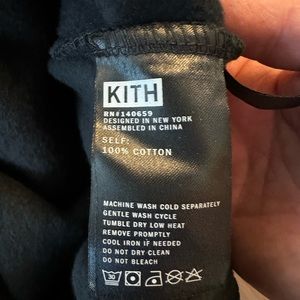 KITH
RN#140659
DESIGNED IN NEW YORK
ASSEMBLED IN CHINA
SELF:
100% COTTON
MACHINE WASH COLD SEPARATELY
GENTLE WASH CYCLE
TUMBLE DRY LOW HEAT
REMOVE PROMPTLY
COOL IRON IF NEEDED
DO NOT DRY CLEAN
DO NOT BLEACH
30